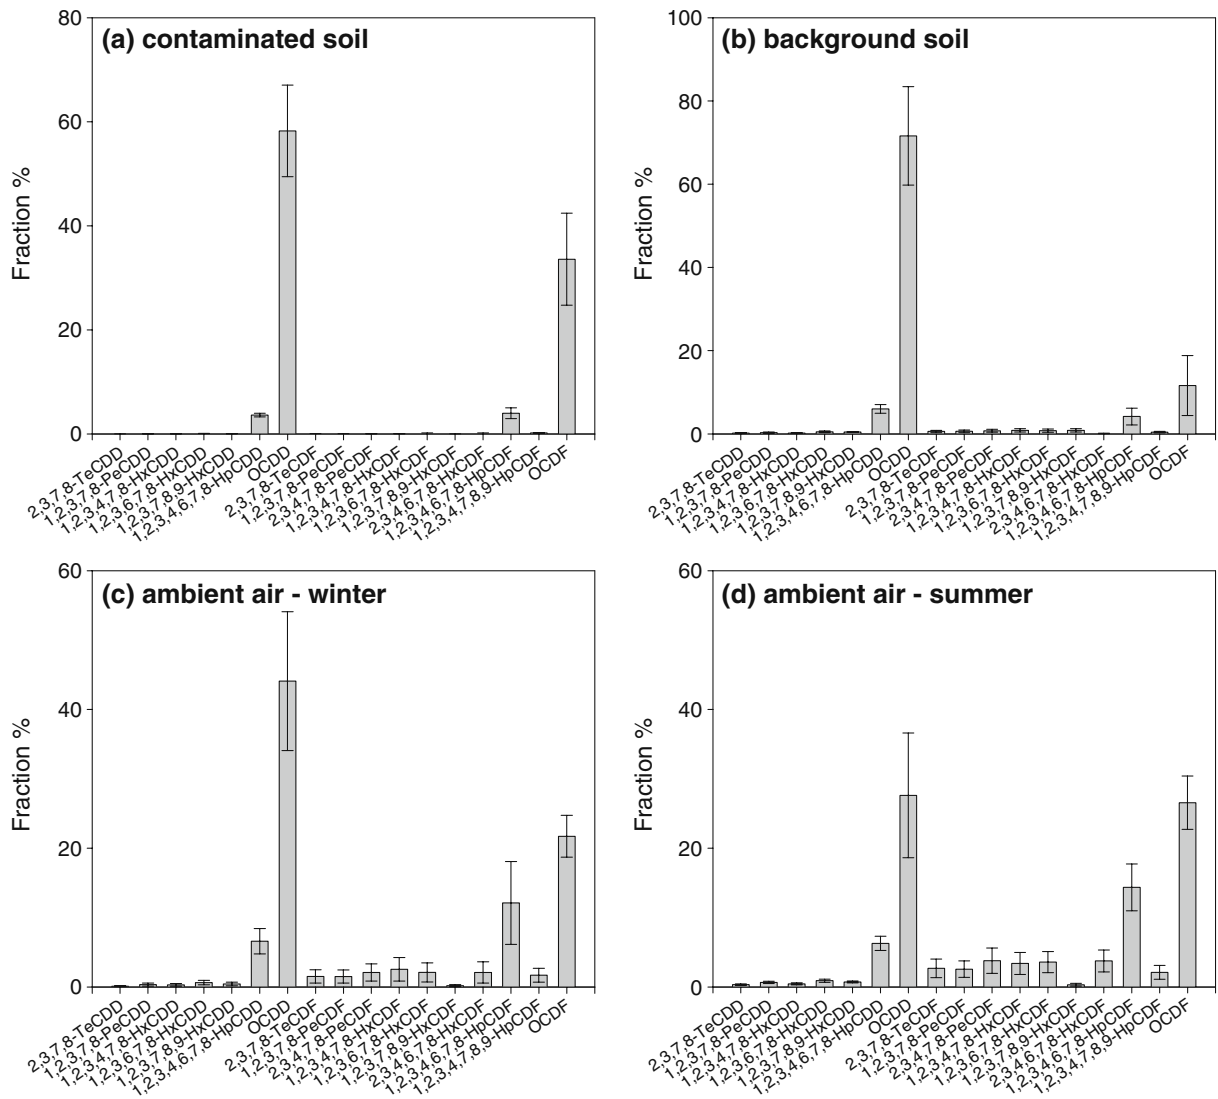 (a) contaminated soil
Fraction %
80
60
40
20
0
2,3,7,8-TeCDD
1,2,3,7,8-PeCDD
1,2,3,4,7,8-HxCDD
1,2,3,6,7,8-HxCDD
1,2,3,7,8,9-HxCDD
1,2,3,4,6,7,8-HpCDD
OCDD
2,3,7,8-TeCDF
1,2,3,7,8-PeCDF
2,3,4,7,8-PeCDF
1,2,3,4,7,8-HxCDF
1,2,3,6,7,8-HxCDF
1,2,3,7,8,9-HxCDF
2,3,4,6,7,8-HxCDF
1,2,3,4,6,7,8-HpCDF
1,2,3,4,7,8,9-HpCDF
OCDF
(b) background soil
Fraction %
100
80
60
40
20
0
2,3,7,8-TeCDD
1,2,3,7,8-PeCDD
1,2,3,4,7,8-HxCDD
1,2,3,6,7,8-HxCDD
1,2,3,7,8,9-HxCDD
1,2,3,4,6,7,8-HpCDD
OCDD
2,3,7,8-TeCDF
1,2,3,7,8-PeCDF
2,3,4,7,8-PeCDF
1,2,3,4,7,8-HxCDF
1,2,3,6,7,8-HxCDF
1,2,3,7,8,9-HxCDF
2,3,4,6,7,8-HxCDF
1,2,3,4,6,7,8-HpCDF
1,2,3,4,7,8,9-HpCDF
OCDF
(c) ambient air - winter
Fraction %
60
40
20
0
2,3,7,8-TeCDD
1,2,3,7,8-PeCDD
1,2,3,4,7,8-HxCDD
1,2,3,6,7,8-HxCDD
1,2,3,7,8,9-HxCDD
1,2,3,4,6,7,8-HpCDD
OCDD
2,3,7,8-TeCDF
1,2,3,7,8-PeCDF
2,3,4,7,8-PeCDF
1,2,3,4,7,8-HxCDF
1,2,3,6,7,8-HxCDF
1,2,3,7,8,9-HxCDF
2,3,4,6,7,8-HxCDF
1,2,3,4,6,7,8-HpCDF
1,2,3,4,7,8,9-HpCDF
OCDF
(d) ambient air - summer
Fraction %
60
40
20
0
2,3,7,8-TeCDD
1,2,3,7,8-PeCDD
1,2,3,4,7,8-HxCDD
1,2,3,6,7,8-HxCDD
1,2,3,7,8,9-HxCDD
1,2,3,4,6,7,8-HpCDD
OCDD
2,3,7,8-TeCDF
1,2,3,7,8-PeCDF
2,3,4,7,8-PeCDF
1,2,3,4,7,8-HxCDF
1,2,3,6,7,8-HxCDF
1,2,3,7,8,9-HxCDF
2,3,4,6,7,8-HxCDF
1,2,3,4,6,7,8-HpCDF
1,2,3,4,7,8,9-HpCDF
OCDF